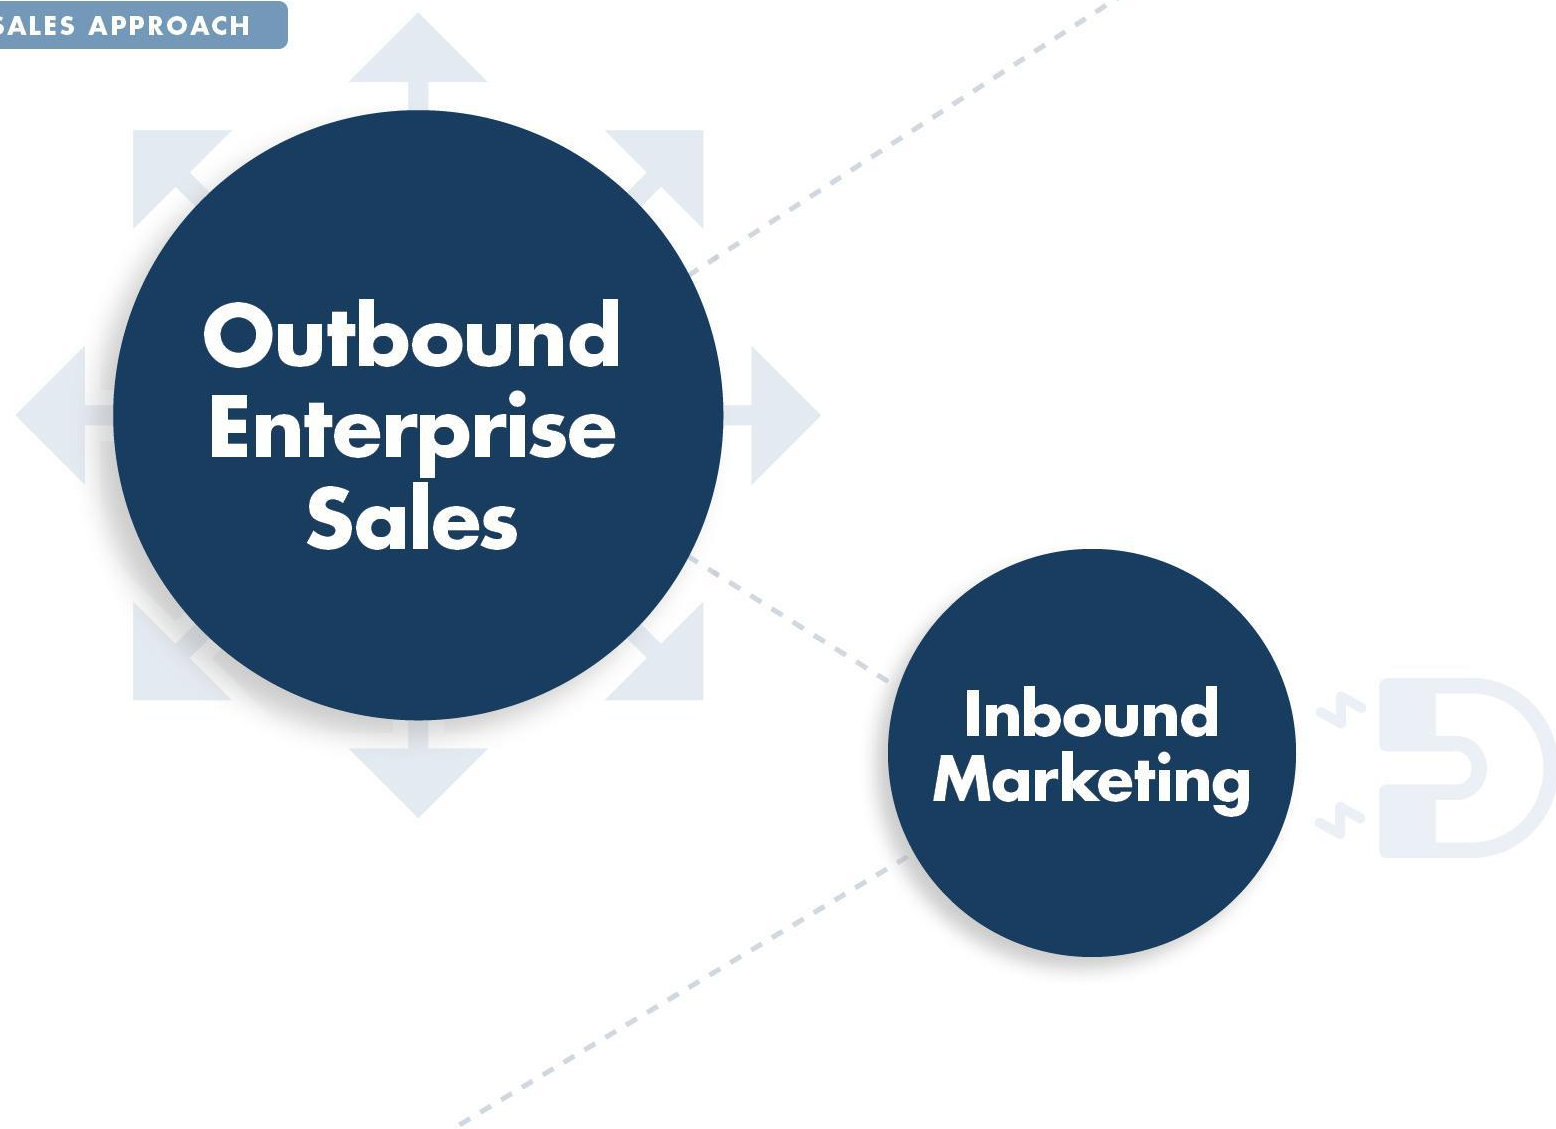 SALES APPROACH
Outbound
Enterprise
Sales
Inbound
Marketing